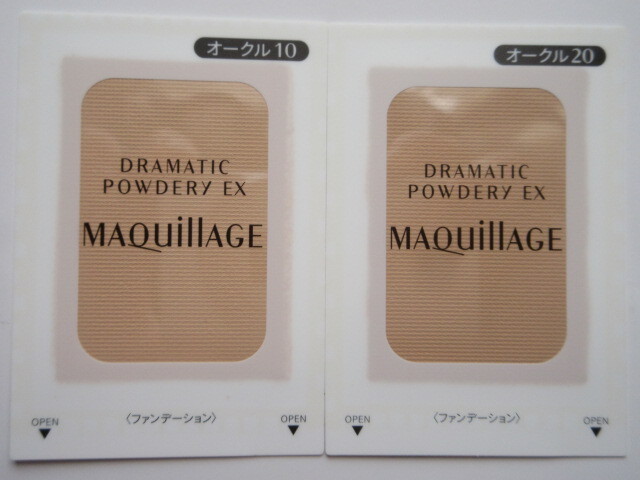 オークル10
DRAMATIC
POWDERY EX
MAQuillAGE
OPEN
〈ファンデーション〉
OPEN
オークル20
DRAMATIC
POWDERY EX
MAQuillAGE
OPEN
〈ファンデーション〉
OPEN